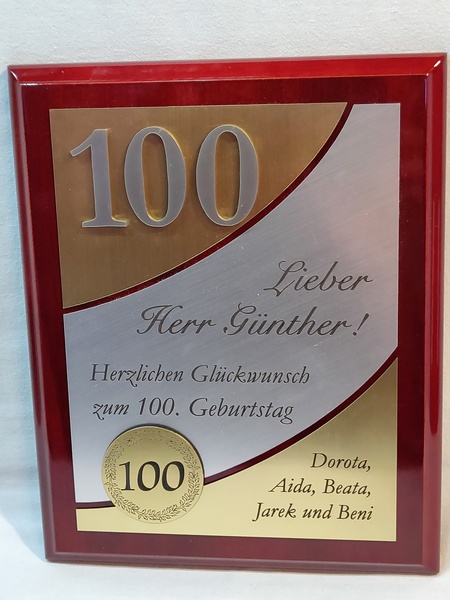 100
Lieber
Herr Günther!
Herzlichen Glückwunsch
zum 100. Geburtstag
100
Dorota,
Aida, Beata,
Jarek und Beni